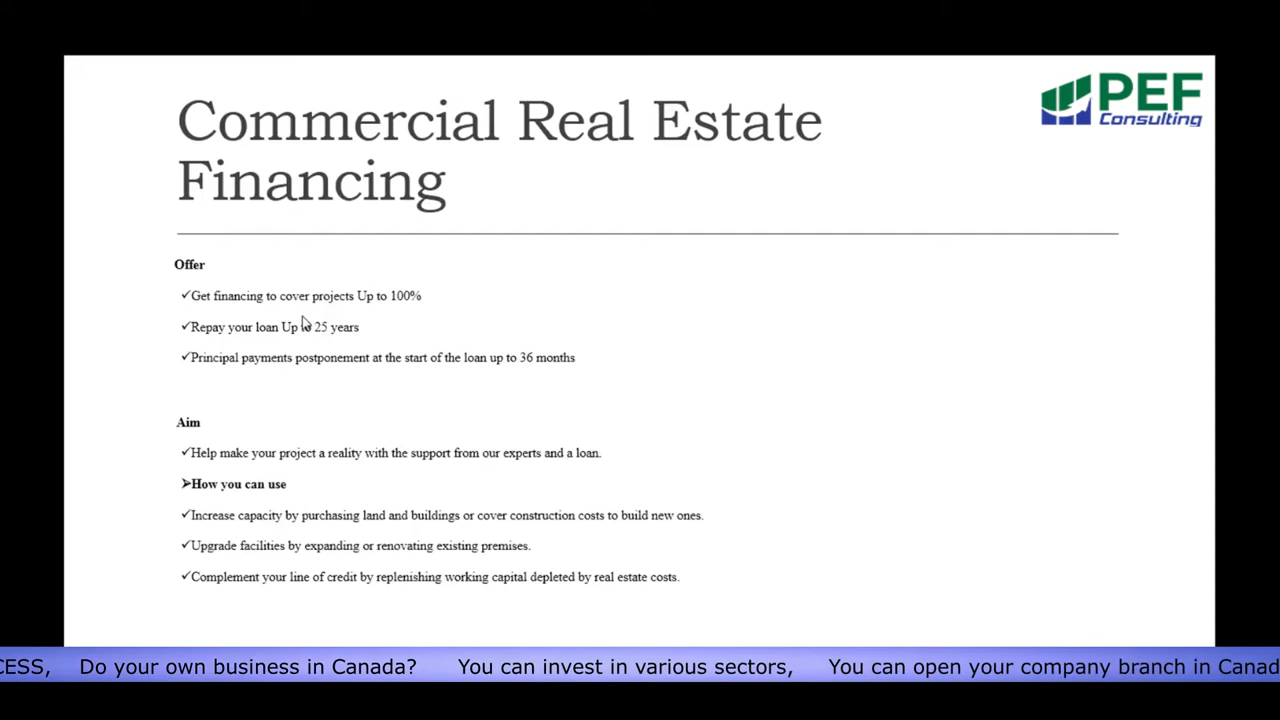 PEF
Consulting
Commercial Real Estate
Financing
Offer
✓Get financing to cover projects Up to 100%
✓Repay your loan Up to 25 years
✓Principal payments postponement at the start of the loan up to 36 months
Aim
✓Help make your project a reality with the support from our experts and a loan.
➢How you can use
✓Increase capacity by purchasing land and buildings or cover construction costs to build new ones.
✓Upgrade facilities by expanding or renovating existing premises.
✓Complement your line of credit by replenishing working capital depleted by real estate costs.
CESS, Do your own business in Canada? You can invest in various sectors, You can open your company branch in Canad